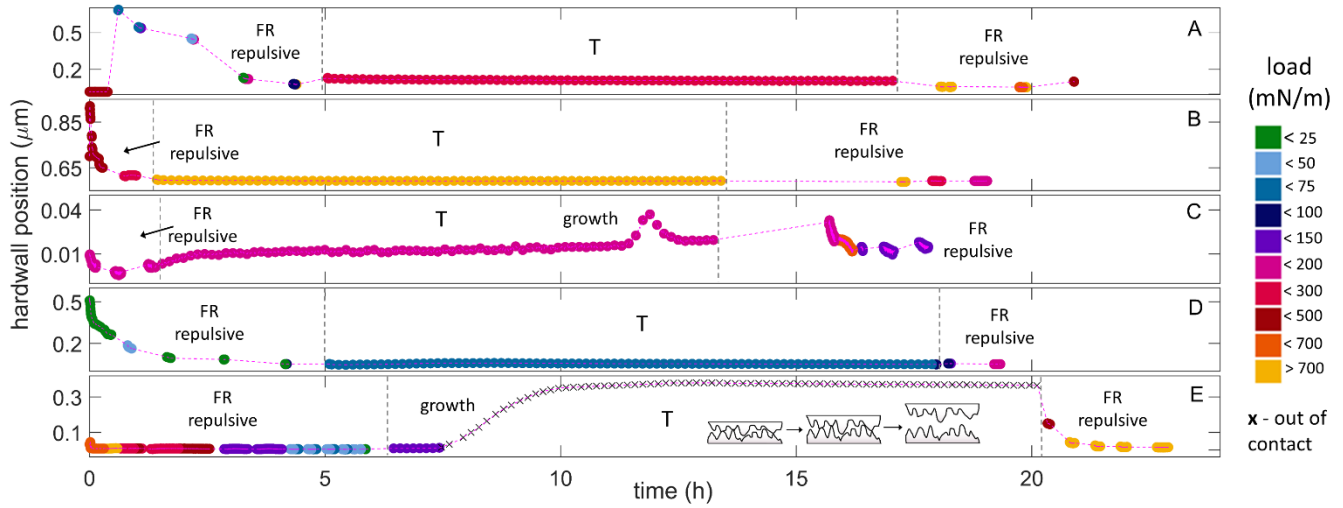 FR
repulsive
T
FR
repulsive
A
0.5
0.2
FR
repulsive
T
FR
repulsive
B
0.85
0.65
FR
repulsive
T
growth
FR
repulsive
C
0.04
0.01
FR
repulsive
T
FR
repulsive
D
0.5
0.2
FR
repulsive
growth
T
FR
repulsive
E
0.3
0.1
0
5
10
15
20
time (h)
hardwall position (μm)
load
(mN/m)
< 25
< 50
< 75
< 100
< 150
< 200
< 300
< 500
< 700
> 700
x - out of
contact